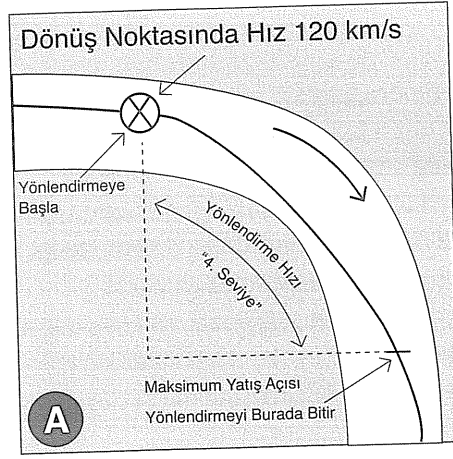 Dönüş Noktasında Hız 120 km/s
Yönlendirmeye
Başla
Yönlendirme Hızı
"4. Seviye"
Maksimum Yatış Açısı
Yönlendirmeyi Burada Bitir
A